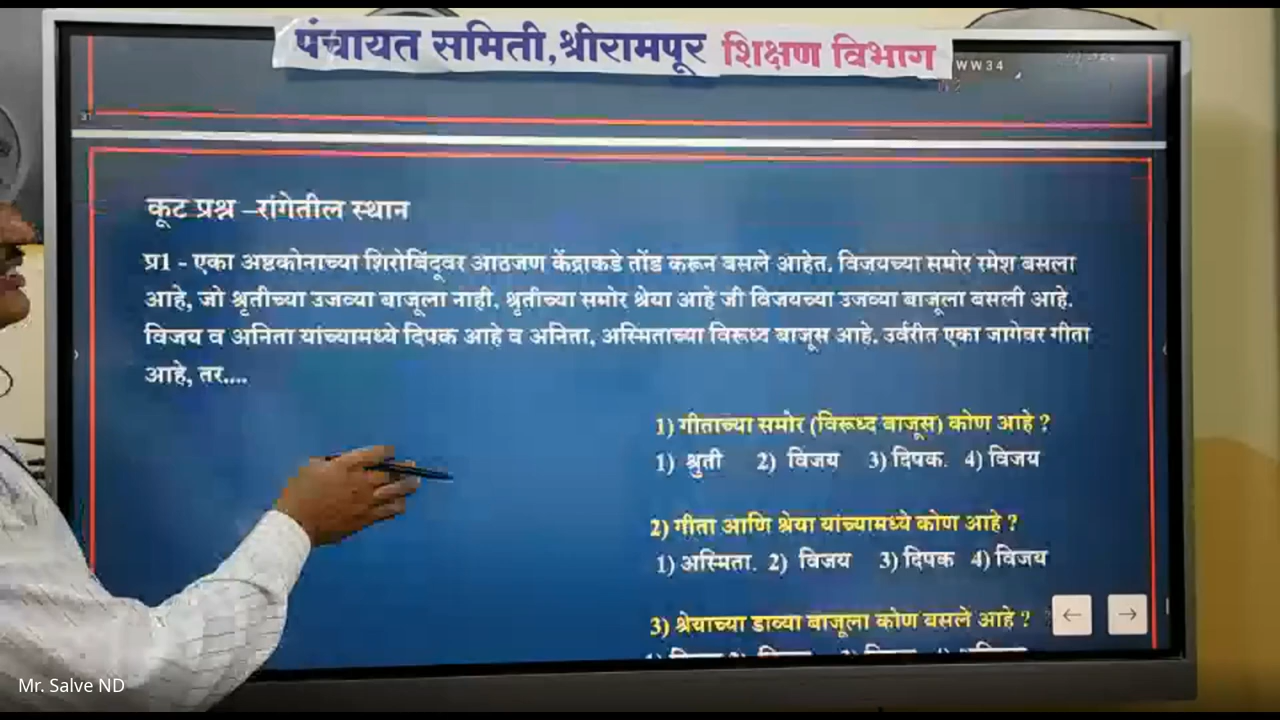 पंचायत समिती,श्रीरामपूर शिक्षण विभाग
WW34
कूट प्रश्न –रांगेतील स्थान
प्र1 - एका अष्टकोनाच्या शिरोबिंदूवर आठजण केंद्राकडे तोंड करून बसले आहेत. विजयच्या समोर रमेश बसला
आहे, जो श्रृतीच्या उजव्या बाजूला नाही. श्रृतीच्या समोर श्रेया आहे जी विजयच्या उजव्या बाजूला बसली आहे.
विजय व अनिता यांच्यामध्ये दिपक आहे व अनिता, अस्मिताच्या विरूध्द बाजूस आहे. उर्वरीत एका जागेवर गीता
आहे, तर....
1) गीताच्या समोर (विरूध्द बाजूस) कोण आहे ?
1) श्रुती 2) विजय 3) दिपक. 4) विजय
2) गीता आणि श्रेया यांच्यामध्ये कोण आहे ?
1) अस्मिता. 2) विजय 3) दिपक 4) विजय
3) श्रेयाच्या डाव्या बाजूला कोण बसले आहे ?
Mr. Salve ND